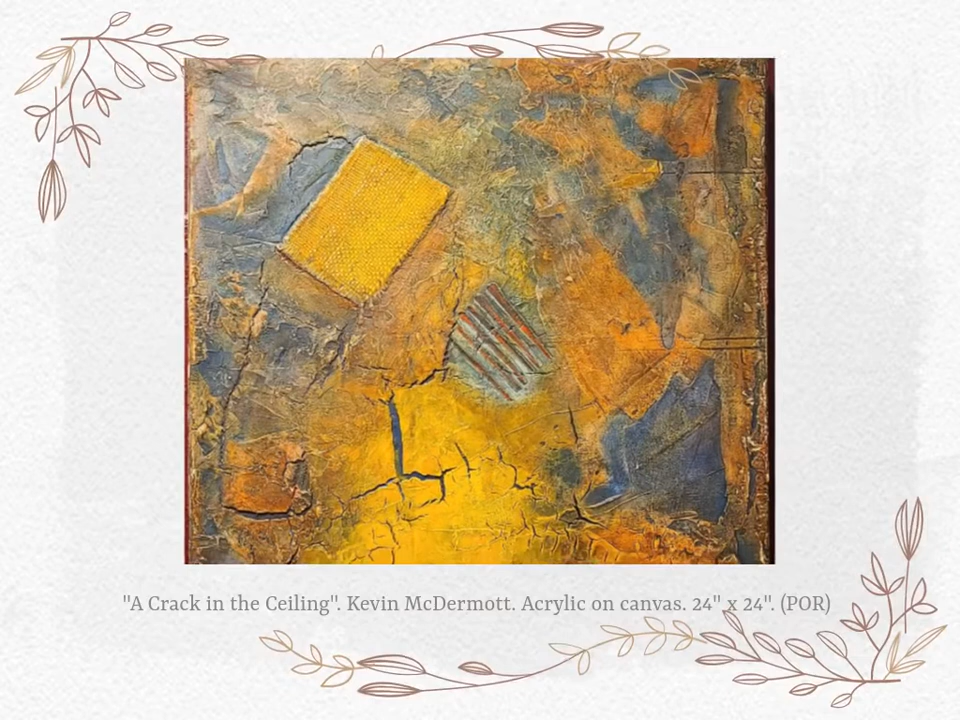 "A Crack in the Ceiling". Kevin McDermott. Acrylic on canvas. 24" x 24". (POR)